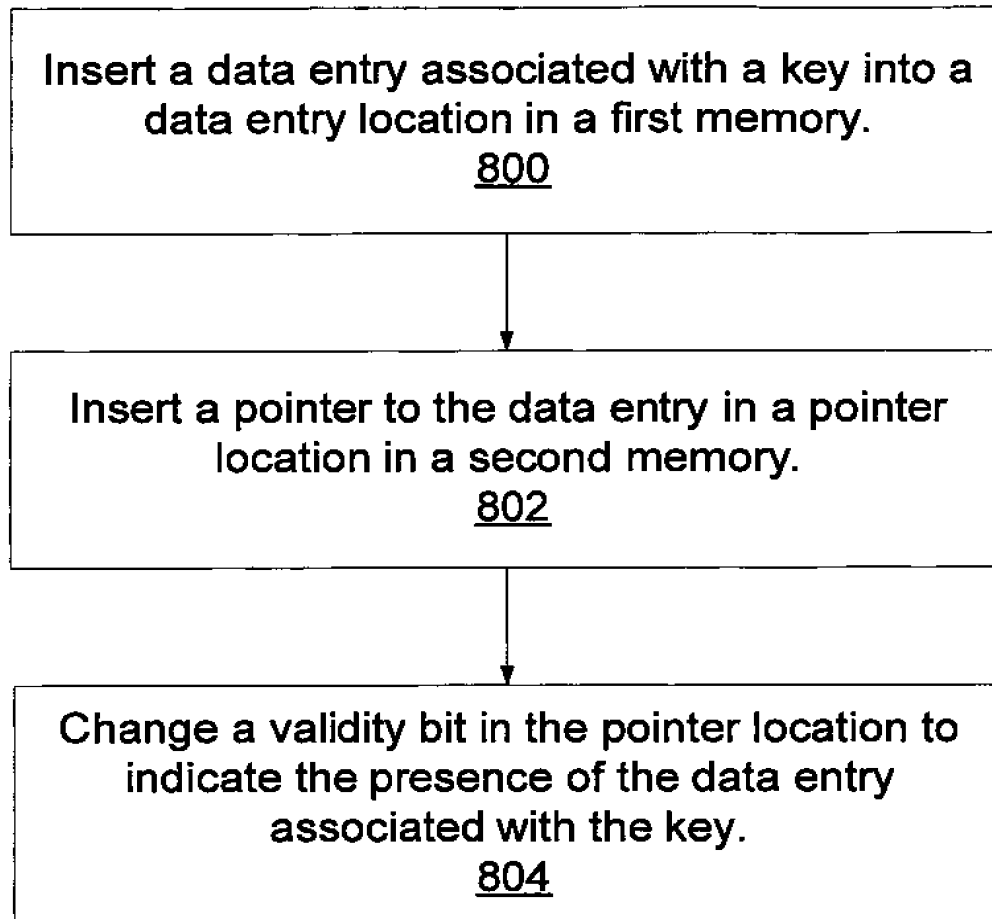 Insert a data entry associated with a key into a
data entry location in a first memory.
800
Insert a pointer to the data entry in a pointer
location in a second memory.
802
Change a validity bit in the pointer location to
indicate the presence of the data entry
associated with the key.
804